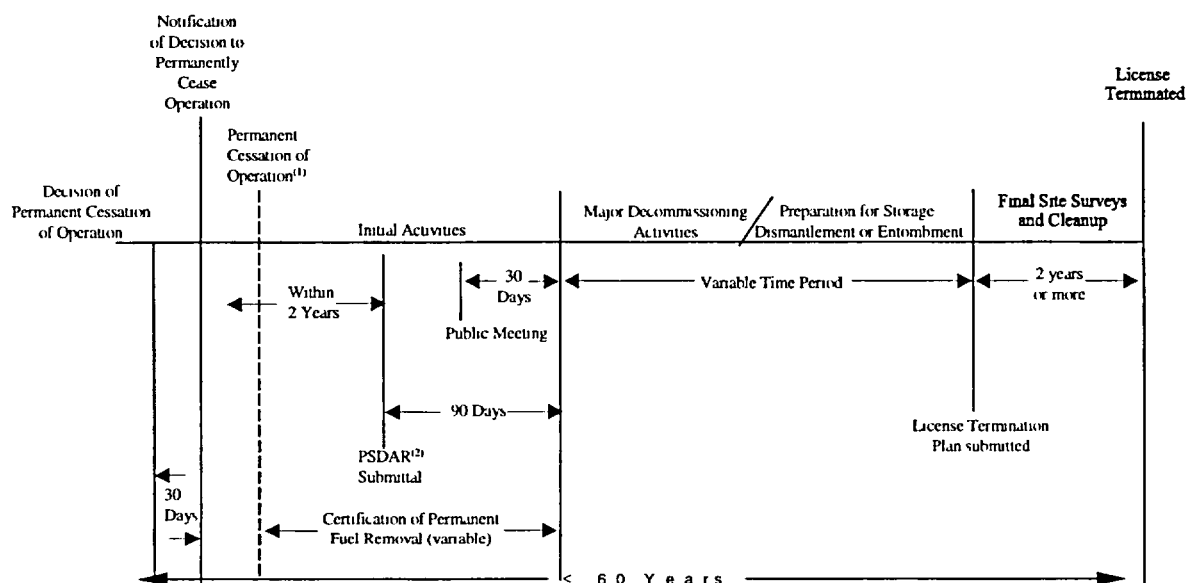 Notification
of Decision to
Permanently
Cease
Operation
License
Terminated
Permanent
Cessation of
Operation(1)
Decision of
Permanent Cessation
of Operation
Initial Activities
Major Decommissioning
Activities
Preparation for Storage
Dismantlement or Entombment
Final Site Surveys
and Cleanup
Within
2 Years
30
Days
Public Meeting
Variable Time Period
2 years
or more
90 Days
PSDAR(2)
Submittal
License Termination
Plan submitted
30
Days
Certification of Permanent
Fuel Removal (variable)
< 60 Years